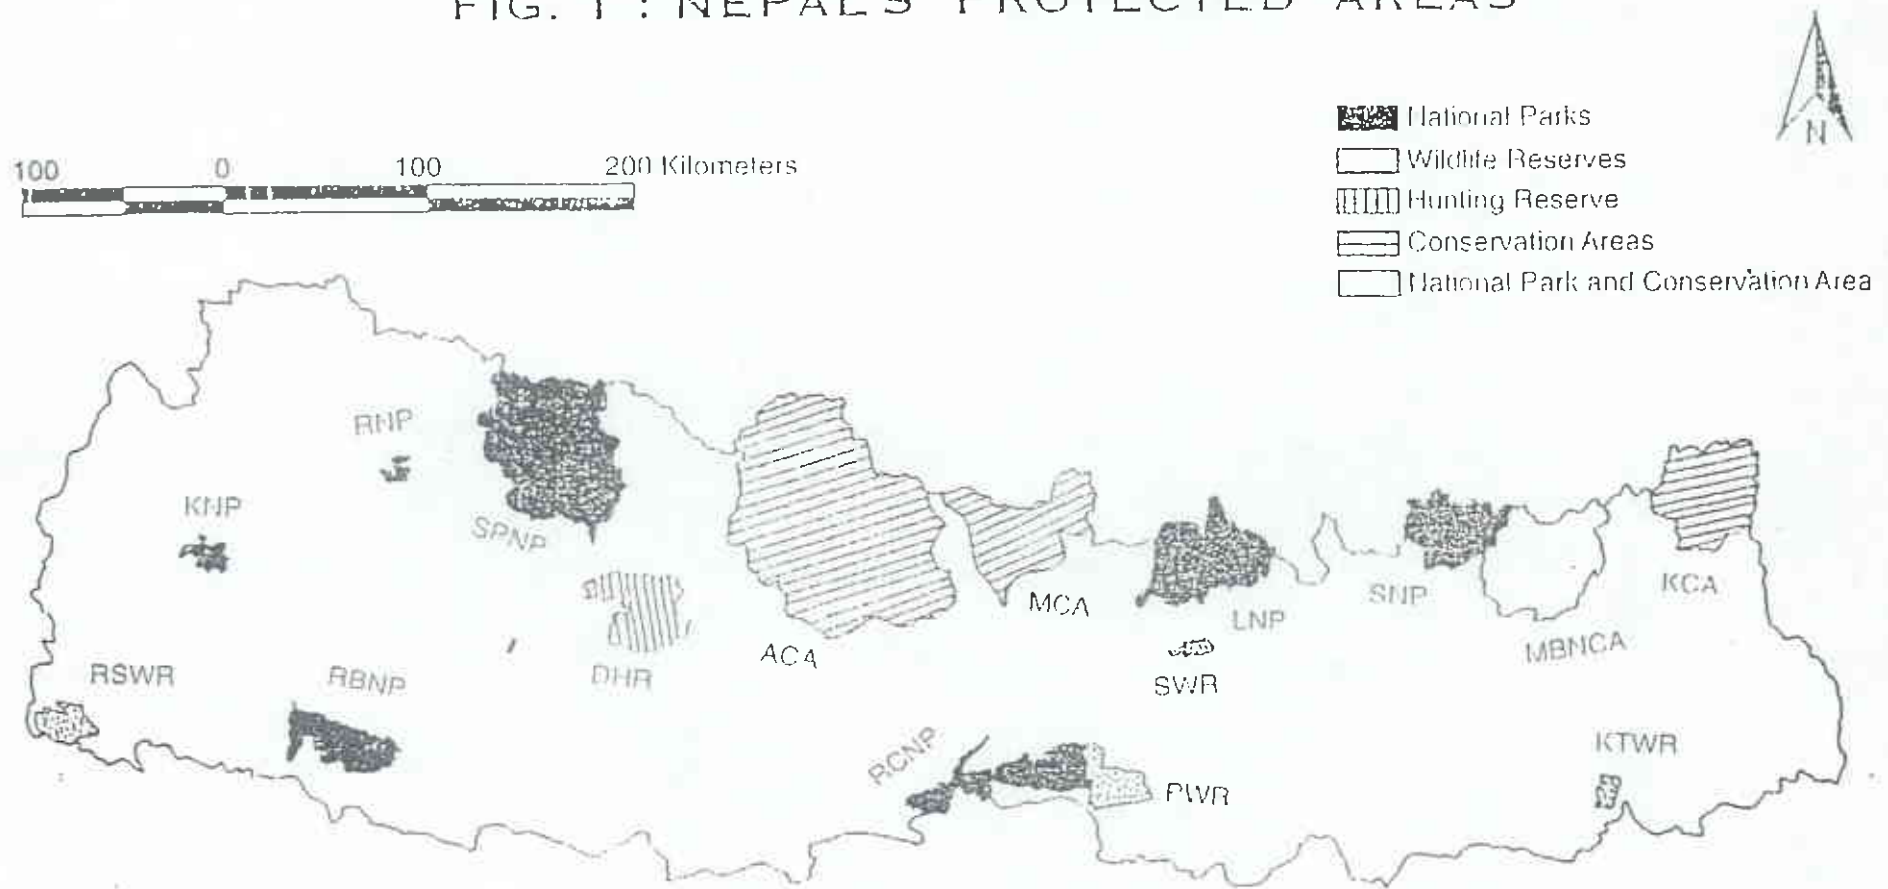 FIG. 1 : NEPAL'S PROTECTED AREAS
N
National Parks
Wildlife Reserves
Hunting Reserve
Conservation Areas
National Park and Conservation Area
100 0 100 200 Kilometers
RNP
KNP
SPNP
MCA
LNP
SNP
KCA
ACA
MBNCA
RSWR
RBNP
DHR
SWR
RCNP
KTWR
PWR